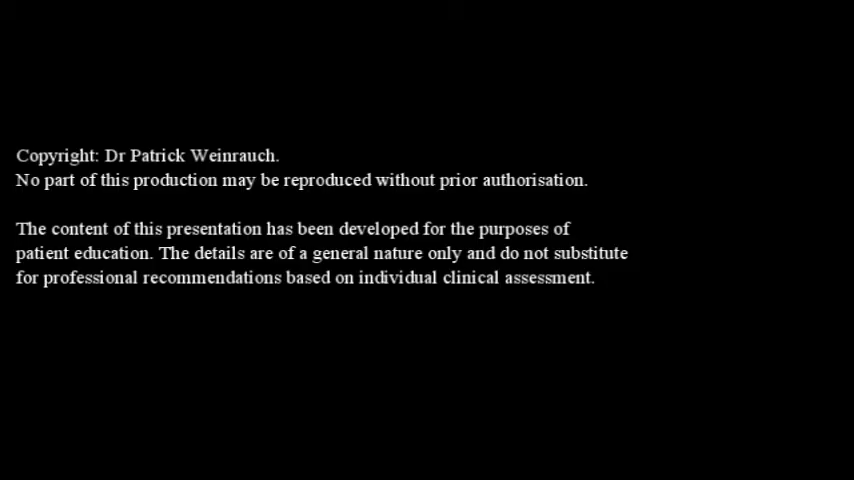 Copyright: Dr Patrick Weinrauch.
No part of this production may be reproduced without prior authorisation.
The content of this presentation has been developed for the purposes of
patient education. The details are of a general nature only and do not substitute
for professional recommendations based on individual clinical assessment.